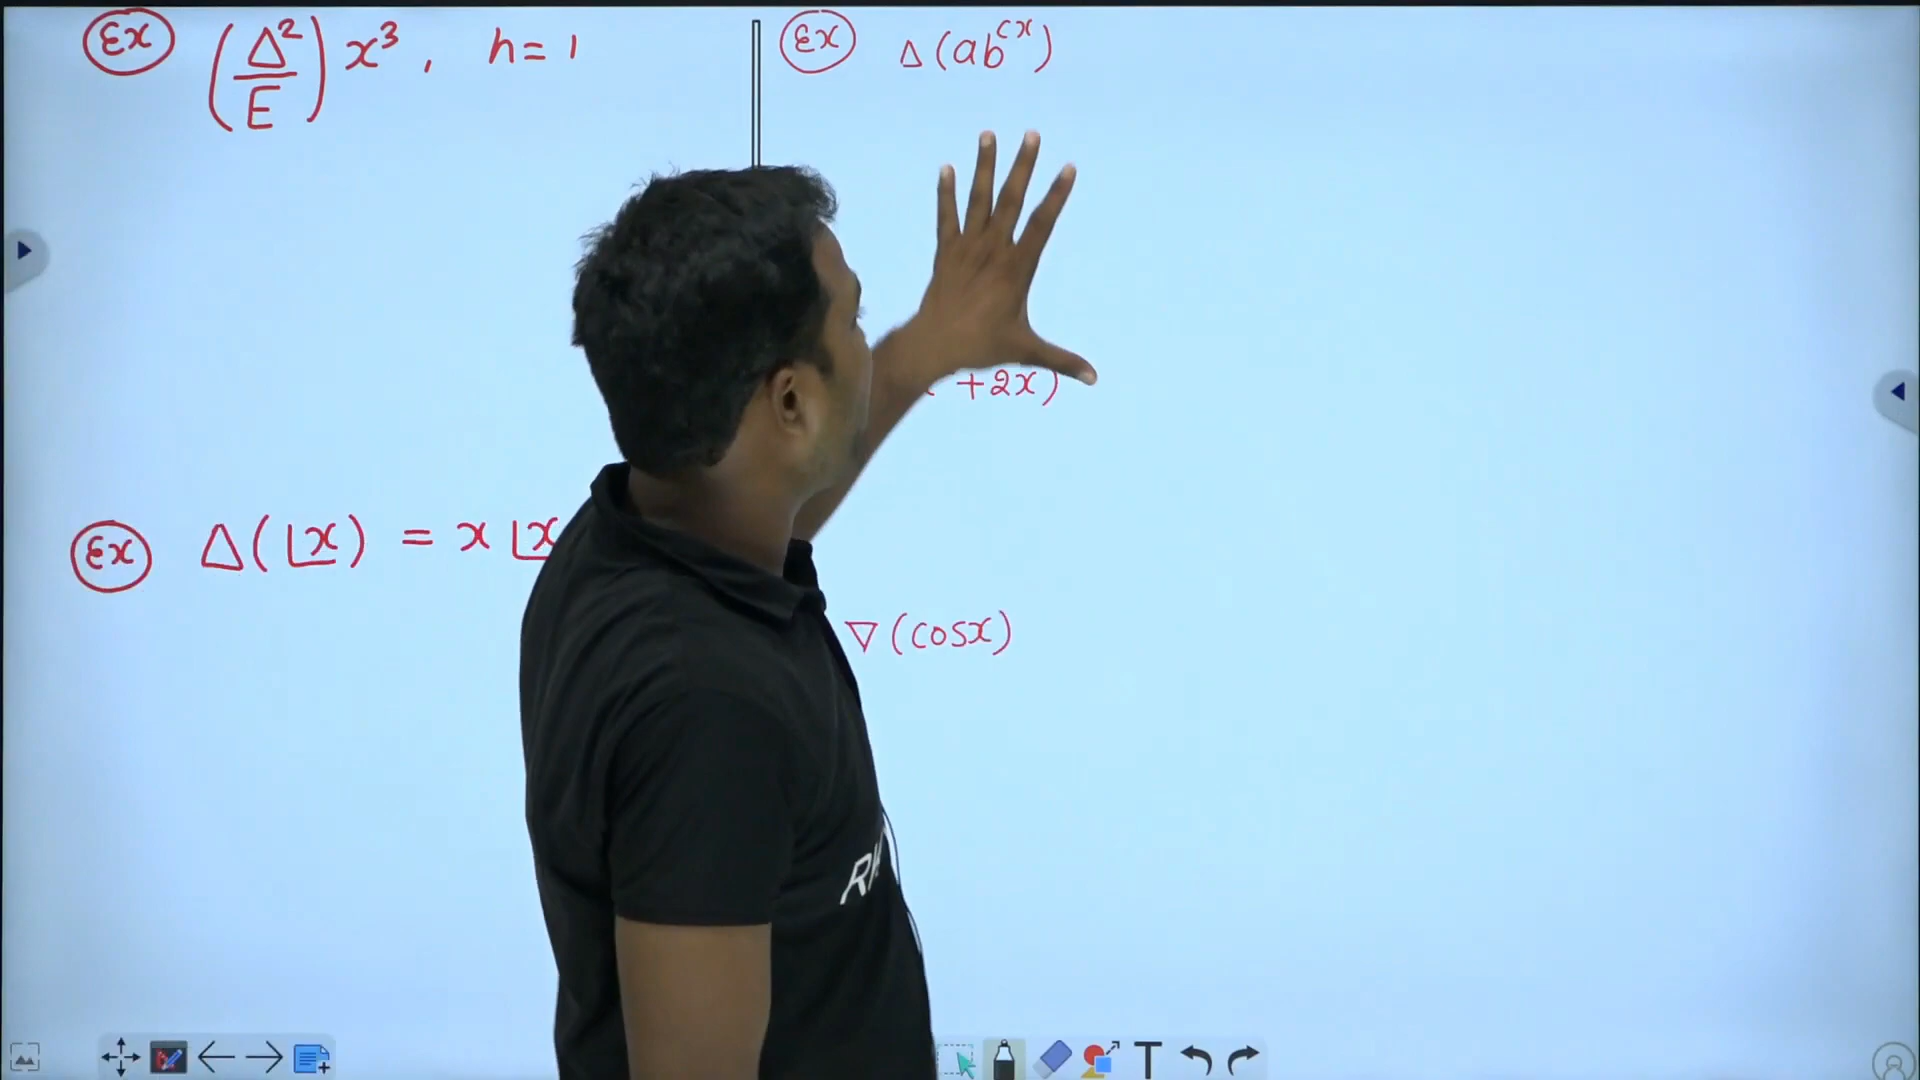 Ex (Δ²/E) x³, h = 1
Ex Δ(⌊x) = x ⌊x
Ex Δ(ab^cx)
+2x)
∇(cosx)
T